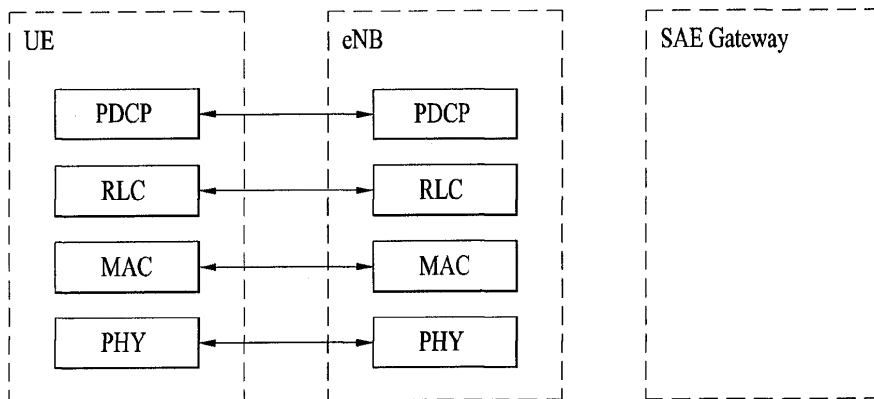 UE eNB SAE Gateway
PDCP PDCP
RLC RLC
MAC MAC
PHY PHY